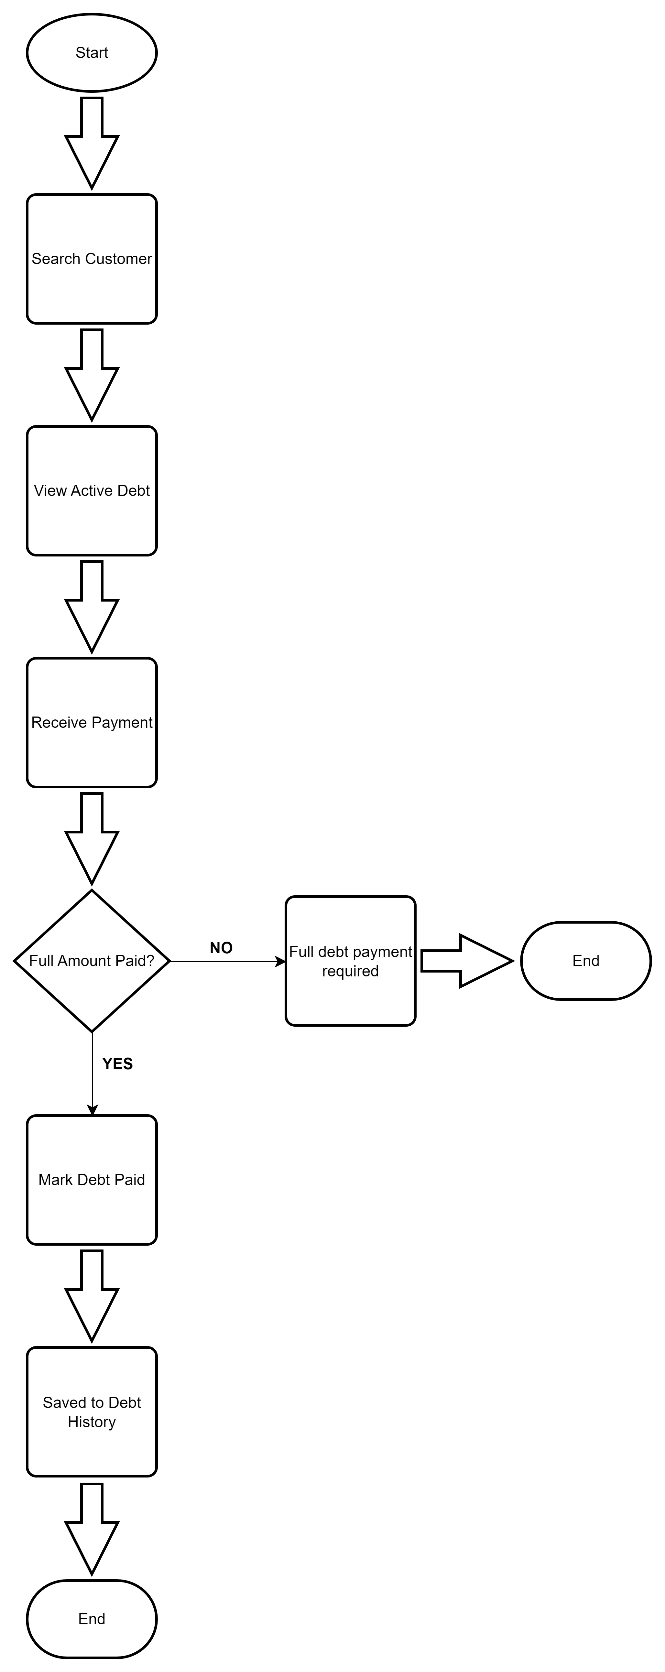 Start
Search Customer
View Active Debt
Receive Payment
Full Amount Paid?
NO
Full debt payment
required
End
YES
Mark Debt Paid
Saved to Debt
History
End